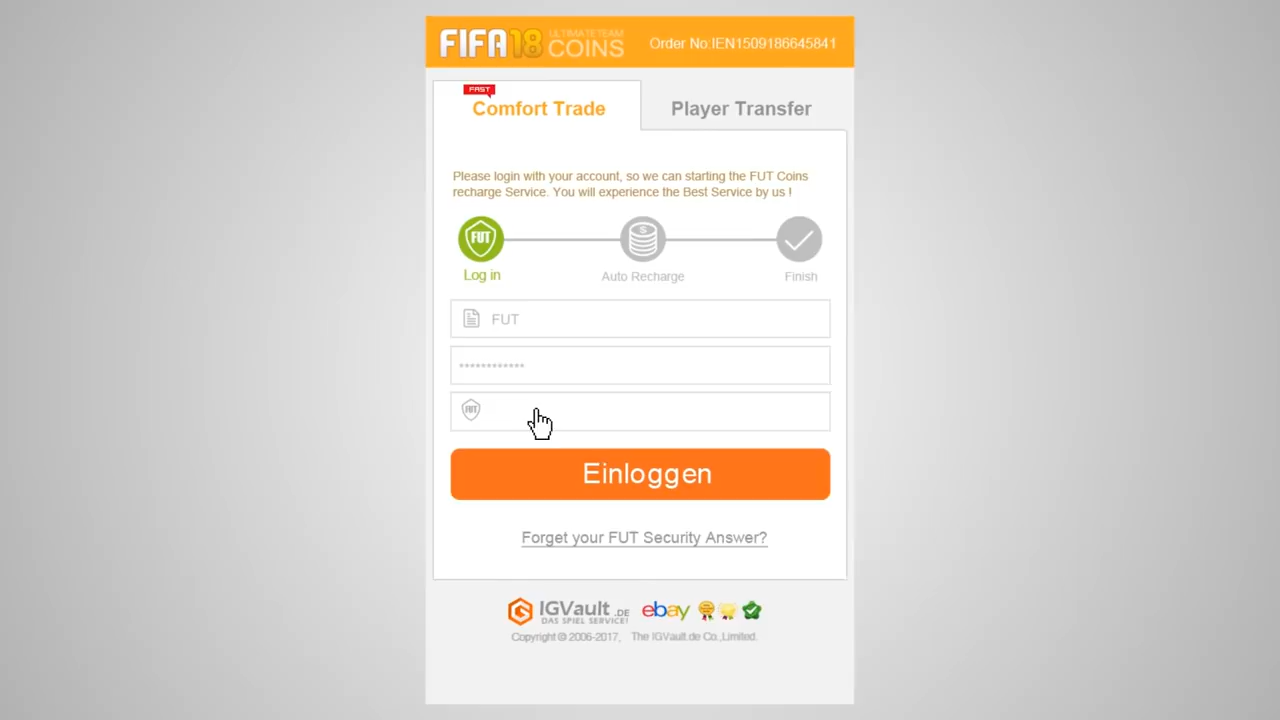 FIFA 18 ULTIMATE TEAM COINS Order No:IEN1509186645841
FAST
Comfort Trade Player Transfer
Please login with your account, so we can starting the FUT Coins
recharge Service. You will experience the Best Service by us !
FUT
Log in Auto Recharge Finish
FUT
************
FUT
Einloggen
Forget your FUT Security Answer?
IGVault.DE ebay
DAS SPIEL SERVICE!
Copyright © 2006-2017, The IGVault.de Co.,Limited.